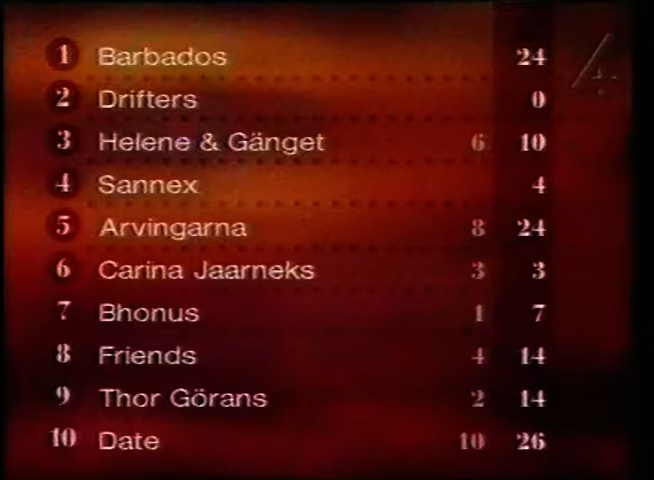 1 Barbados 24
4
2 Drifters 0
3 Helene & Gänget 6 10
4 Sannex 4
5 Arvingarna 8 24
6 Carina Jaarneks 3 3
7 Bhonus 1 7
8 Friends 4 14
9 Thor Görans 2 14
10 Date 10 26